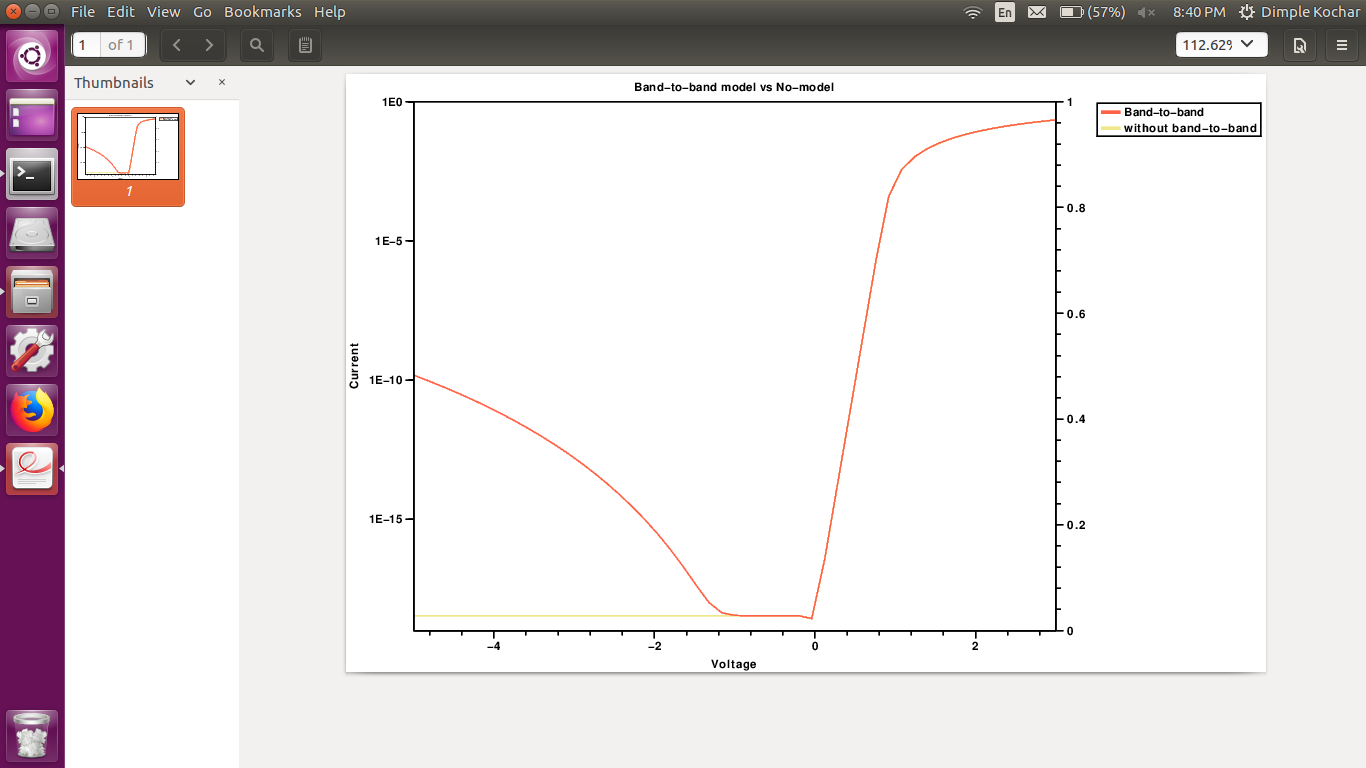 File Edit View Go Bookmarks Help
En (57%) 8:40 PM Dimple Kochar
1 of 1 112.62%
Thumbnails
1
Band-to-band model vs No-model
Band-to-band
without band-to-band
1E0
1E-5
1E-10
1E-15
Current
1
0.8
0.6
0.4
0.2
0
-4 -2 0 2
Voltage